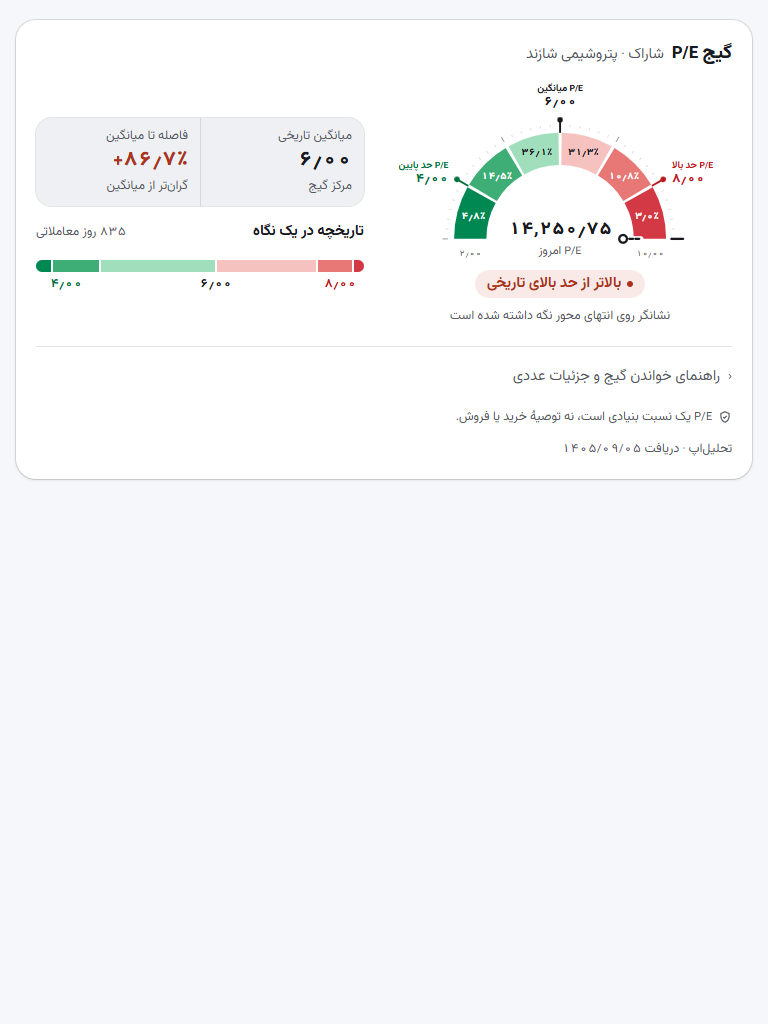 گیج P/E شاراک · پتروشیمی شازند
P/E میانگین
۶٫۰۰
P/E حد بالا
۸٫۰۰
P/E حد پایین
۴٫۰۰
۳٫۰٪
۱۰٫۸٪
۳۱٫۳٪
۳۶٫۱٪
۱۴٫۵٪
۴٫۸٪
۱۴,۲۵۰٫۷۵
P/E امروز
۱۰٫۰۰
۲٫۰۰
بالاتر از حد بالای تاریخی
نشانگر روی انتهای محور نگه داشته شده است
میانگین تاریخی
۶٫۰۰
مرکز گیج
فاصله تا میانگین
+۸۶٫۷٪
گران‌تر از میانگین
تاریخچه در یک نگاه
۸۳۵ روز معاملاتی
۸٫۰۰
۶٫۰۰
۴٫۰۰
راهنمای خواندن گیج و جزئیات عددی
P/E یک نسبت بنیادی است، نه توصیهٔ خرید یا فروش.
تحلیل‌اپ · دریافت ۱۴۰۵/۰۹/۰۵